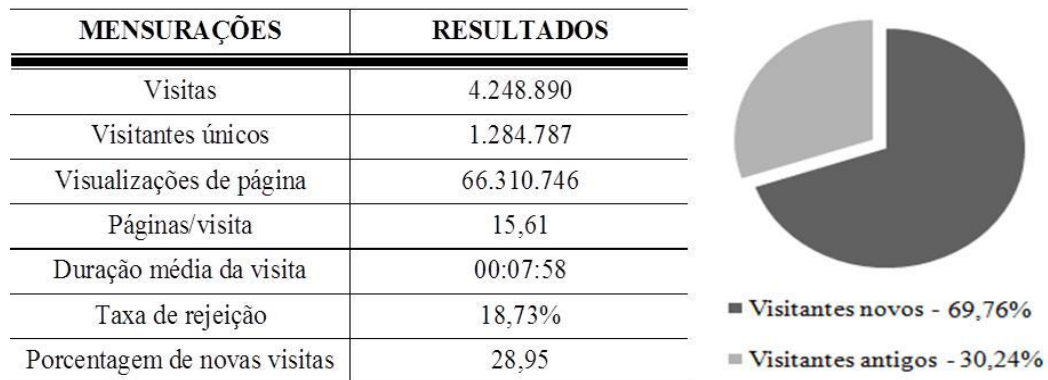 MENSURAÇÕES RESULTADOS
Visitas 4.248.890
Visitantes únicos 1.284.787
Visualizações de página 66.310.746
Páginas/visita 15,61
Duração média da visita 00:07:58
Taxa de rejeição 18,73%
Porcentagem de novas visitas 28,95
Visitantes novos - 69,76%
Visitantes antigos - 30,24%